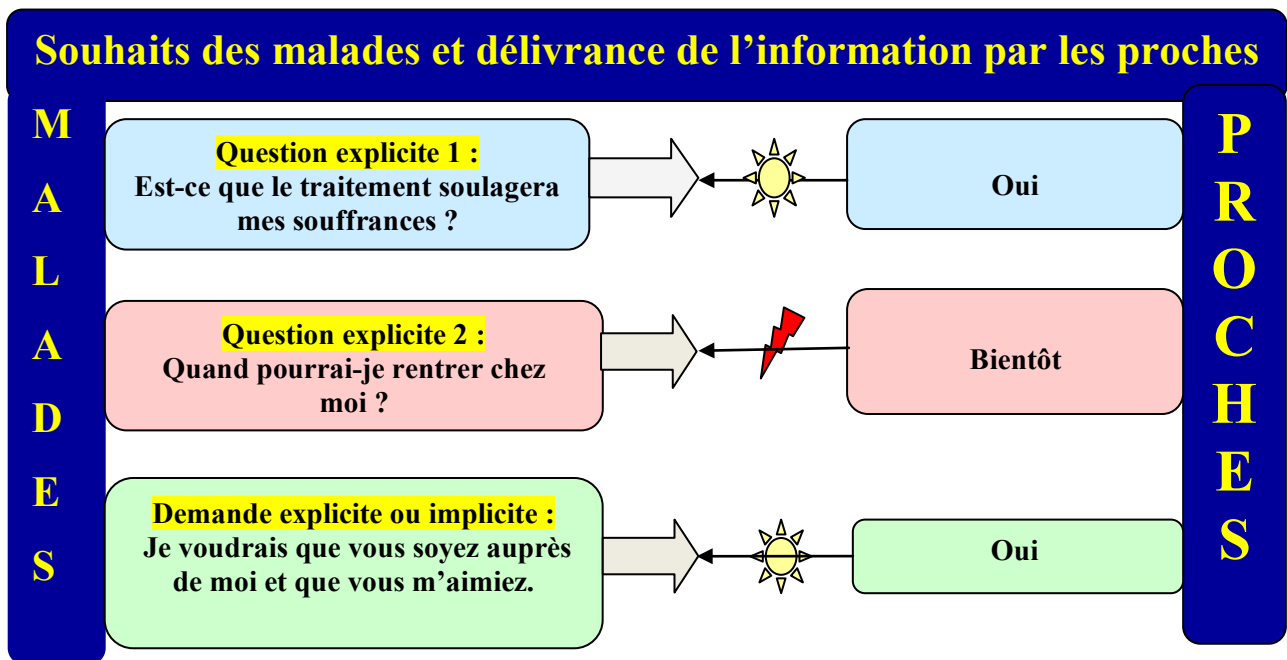 Souhaits des malades et délivrance de l’information par les proches
M
A
L
A
D
E
S
Question explicite 1 :
Est-ce que le traitement soulagera
mes souffrances ?
Oui
Question explicite 2 :
Quand pourrai-je rentrer chez
moi ?
Bientôt
Demande explicite ou implicite :
Je voudrais que vous soyez auprès
de moi et que vous m’aimiez.
Oui
P
R
O
C
H
E
S